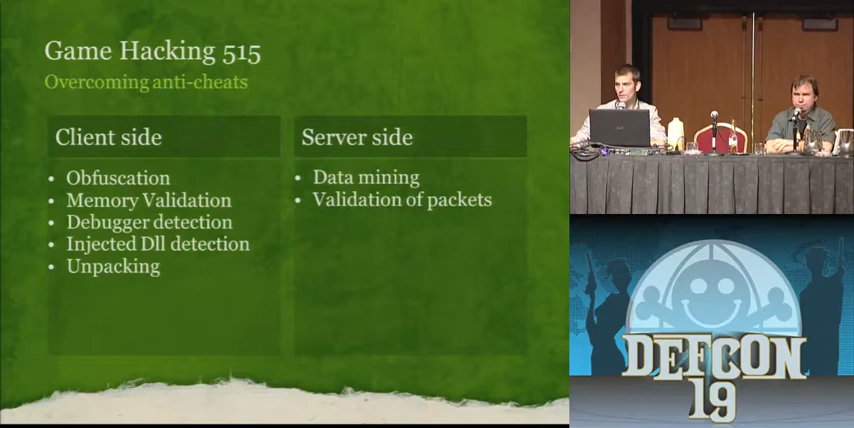 Game Hacking 515
Overcoming anti-cheats
Client side
• Obfuscation
• Memory Validation
• Debugger detection
• Injected Dll detection
• Unpacking
Server side
• Data mining
• Validation of packets
DEFCON
19